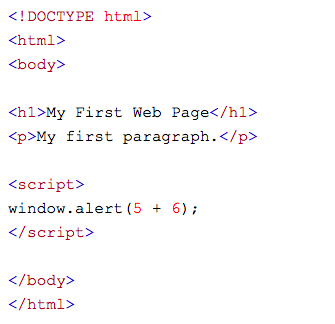 <!DOCTYPE html>
<html>
<body>

<h1>My First Web Page</h1>
<p>My first paragraph.</p>

<script>
window.alert(5 + 6);
</script>

</body>
</html>